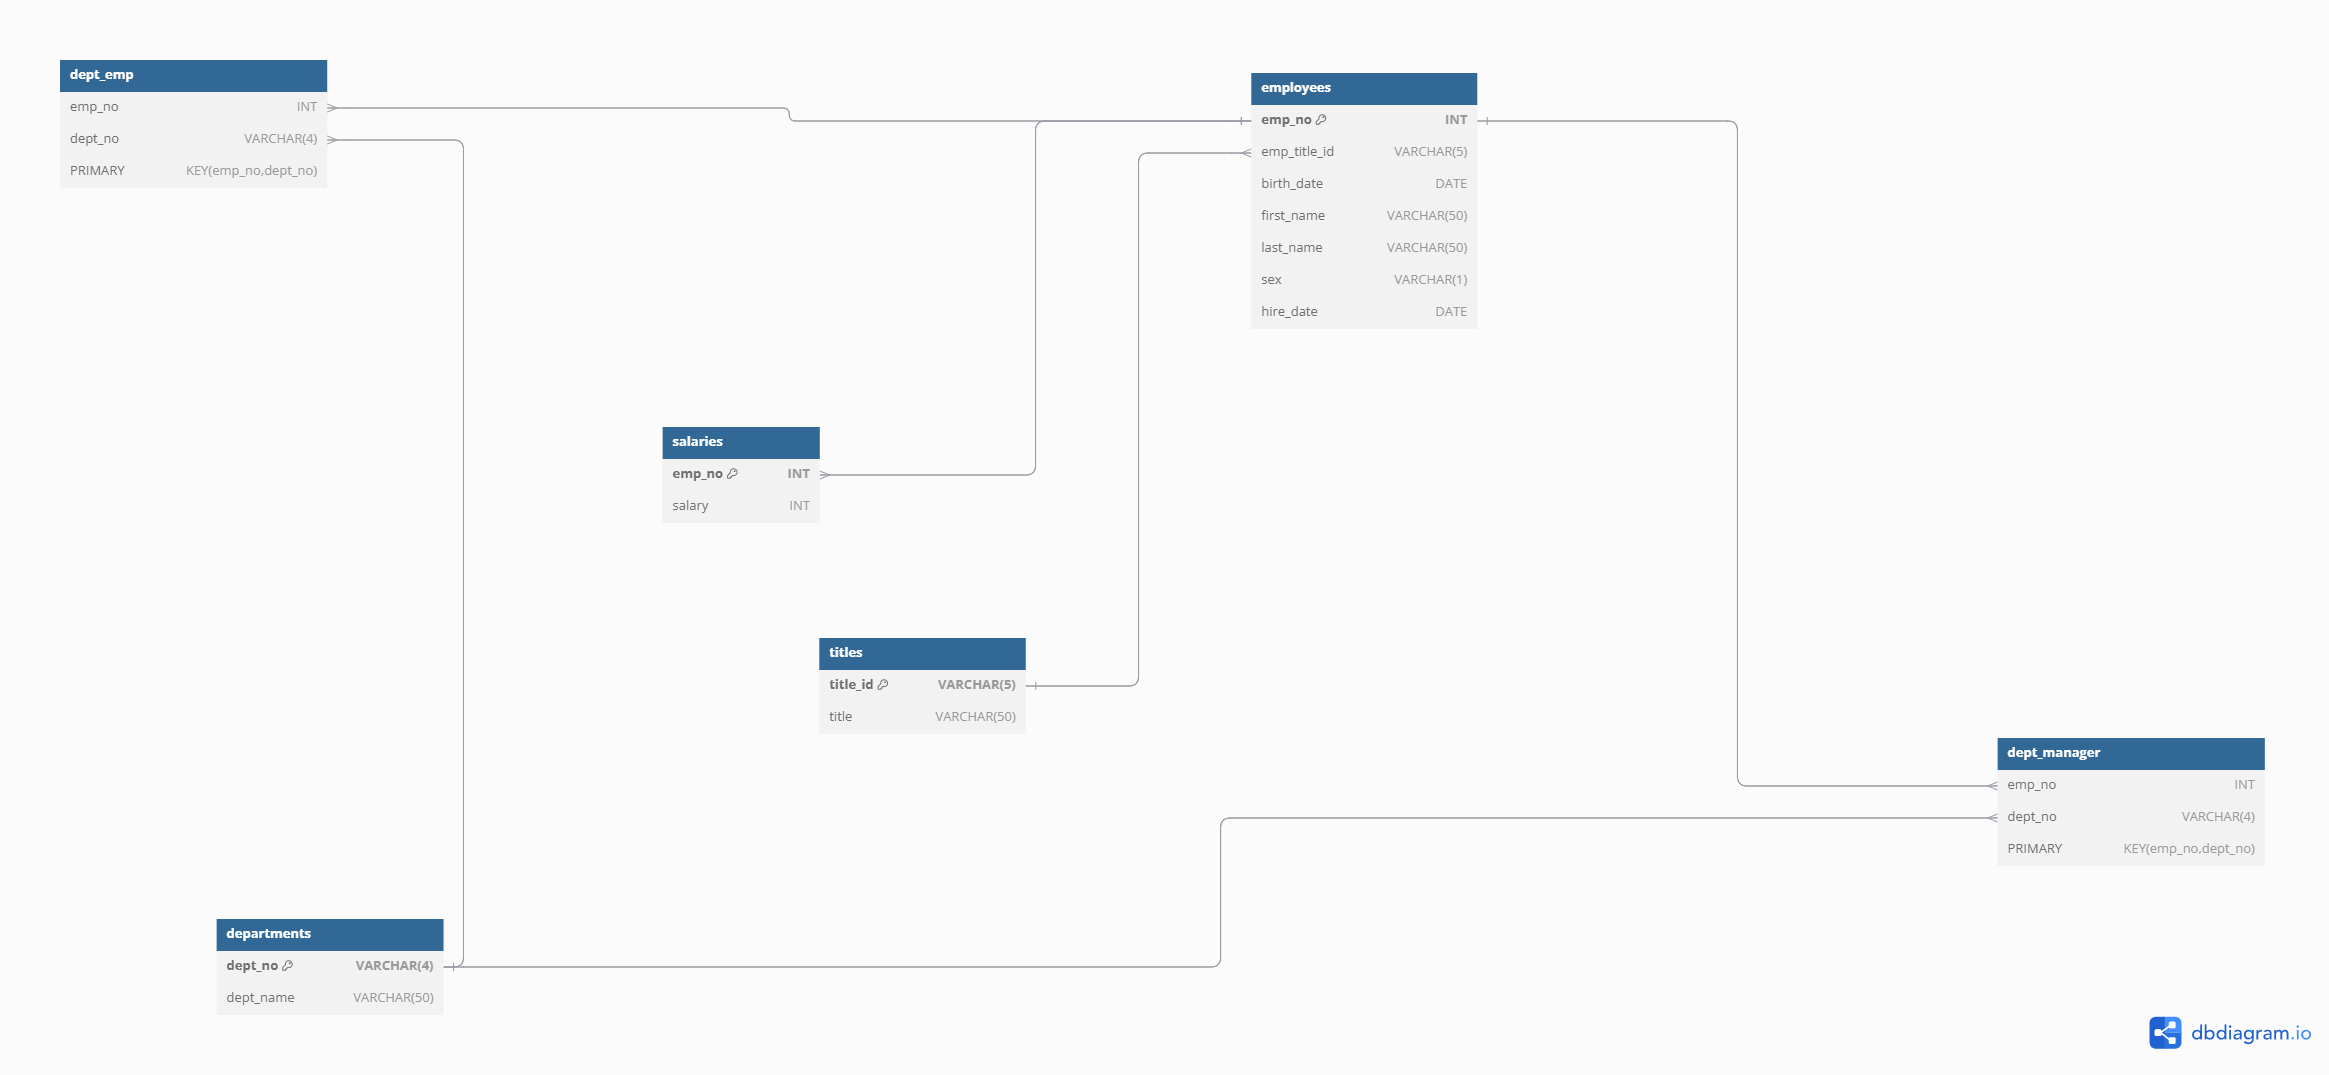 dept_emp
emp_no INT
dept_no VARCHAR(4)
PRIMARY KEY(emp_no,dept_no)
employees
emp_no INT
emp_title_id VARCHAR(5)
birth_date DATE
first_name VARCHAR(50)
last_name VARCHAR(50)
sex VARCHAR(1)
hire_date DATE
salaries
emp_no INT
salary INT
titles
title_id VARCHAR(5)
title VARCHAR(50)
dept_manager
emp_no INT
dept_no VARCHAR(4)
PRIMARY KEY(emp_no,dept_no)
departments
dept_no VARCHAR(4)
dept_name VARCHAR(50)
dbdiagram.io